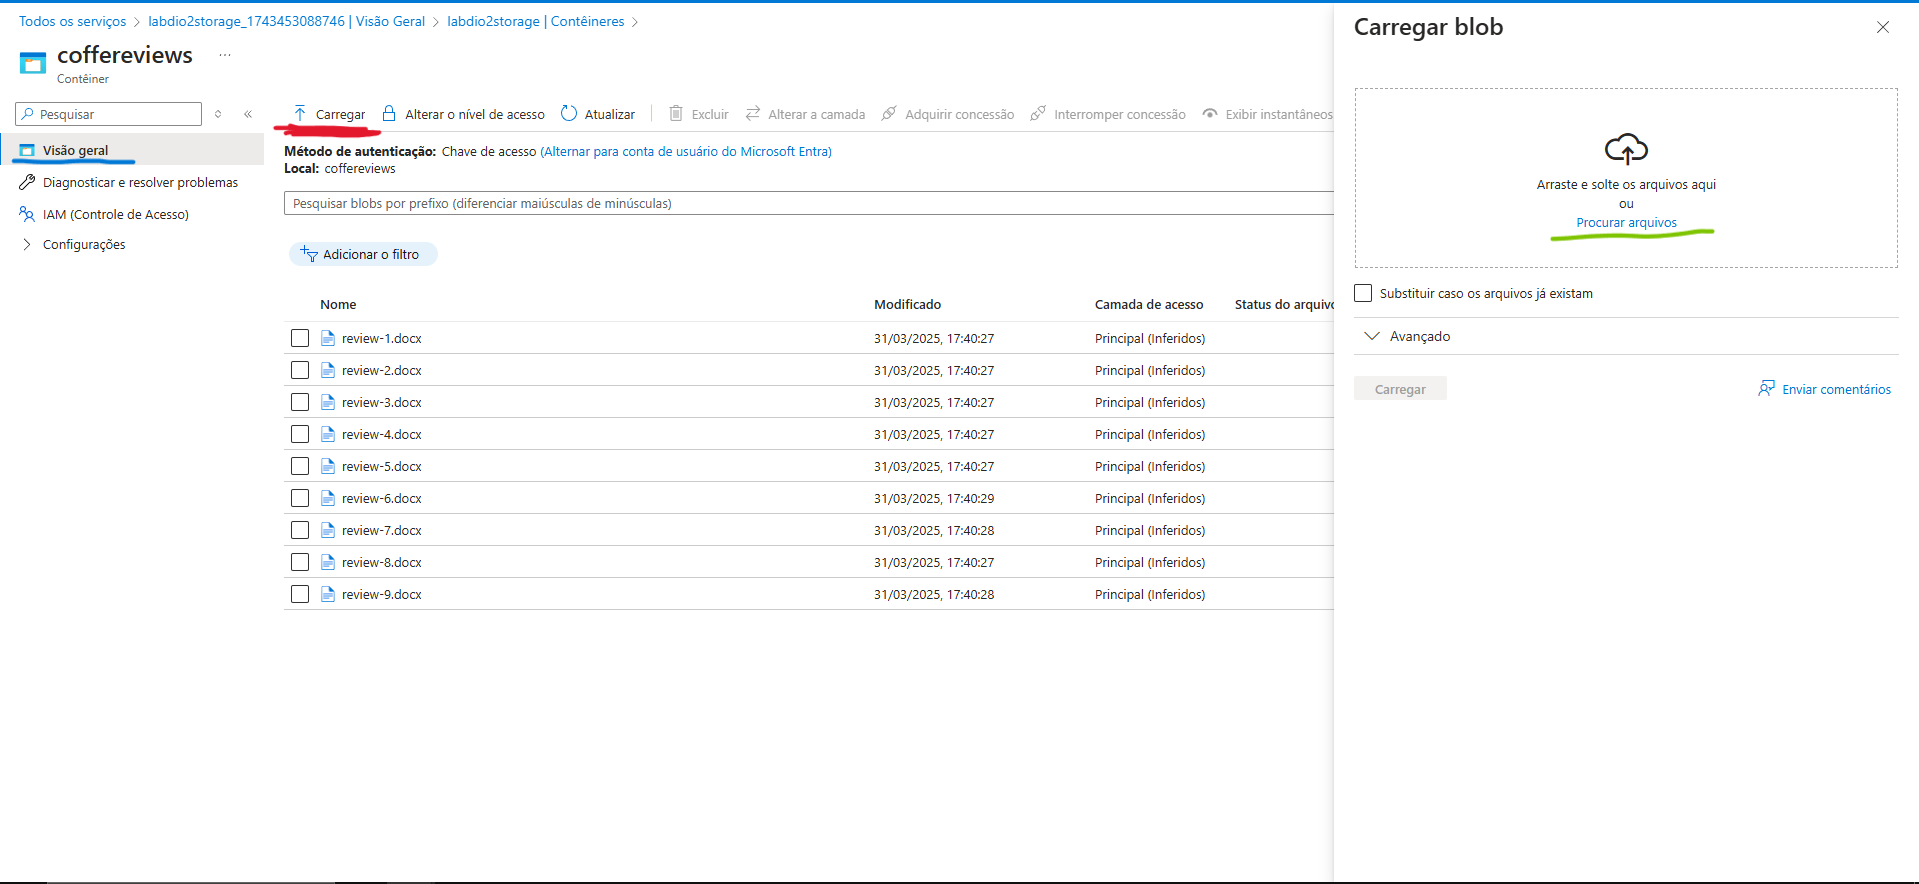 Todos os serviços > labdio2storage_1743453088746 | Visão Geral > labdio2storage | Contêineres >
coffereviews ...
Contêiner
Pesquisar
Visão geral
Diagnosticar e resolver problemas
IAM (Controle de Acesso)
Configurações
Carregar Alterar o nível de acesso Atualizar Excluir Alterar a camada Adquirir concessão Interromper concessão Exibir instantâneos
Método de autenticação: Chave de acesso (Alternar para conta de usuário do Microsoft Entra)
Local: coffereviews
Pesquisar blobs por prefixo (diferenciar maiúsculas de minúsculas)
Adicionar o filtro
Nome Modificado Camada de acesso Status do arquivo
review-1.docx 31/03/2025, 17:40:27 Principal (Inferidos)
review-2.docx 31/03/2025, 17:40:27 Principal (Inferidos)
review-3.docx 31/03/2025, 17:40:27 Principal (Inferidos)
review-4.docx 31/03/2025, 17:40:27 Principal (Inferidos)
review-5.docx 31/03/2025, 17:40:27 Principal (Inferidos)
review-6.docx 31/03/2025, 17:40:29 Principal (Inferidos)
review-7.docx 31/03/2025, 17:40:28 Principal (Inferidos)
review-8.docx 31/03/2025, 17:40:27 Principal (Inferidos)
review-9.docx 31/03/2025, 17:40:28 Principal (Inferidos)
Carregar blob
Arraste e solte os arquivos aqui
ou
Procurar arquivos
Substituir caso os arquivos já existam
Avançado
Carregar
Enviar comentários